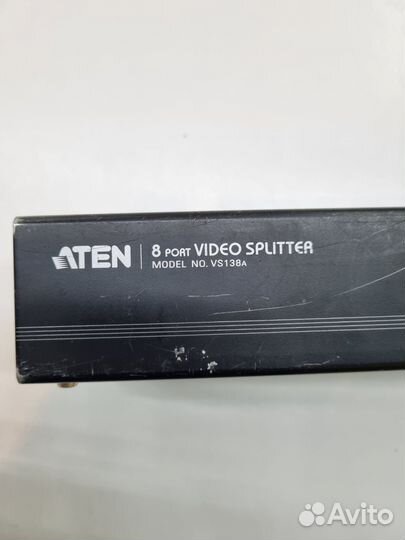 ATEN
8 PORT VIDEO SPLITTER
MODEL NO. VS138A
Avito